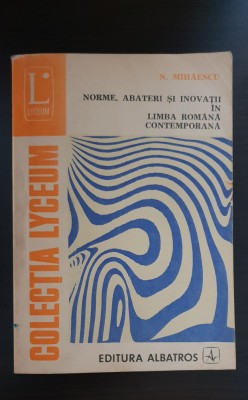 L
LYCEUM
N. MIHĂESCU
NORME, ABATERI ȘI INOVAȚII
ÎN
LIMBA ROMÂNĂ
CONTEMPORANĂ
COLECȚIA LYCEUM
EDITURA ALBATROS